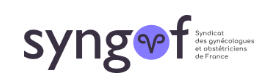 syngof
Syndicat
des gynécologues
et obstétriciens
de France